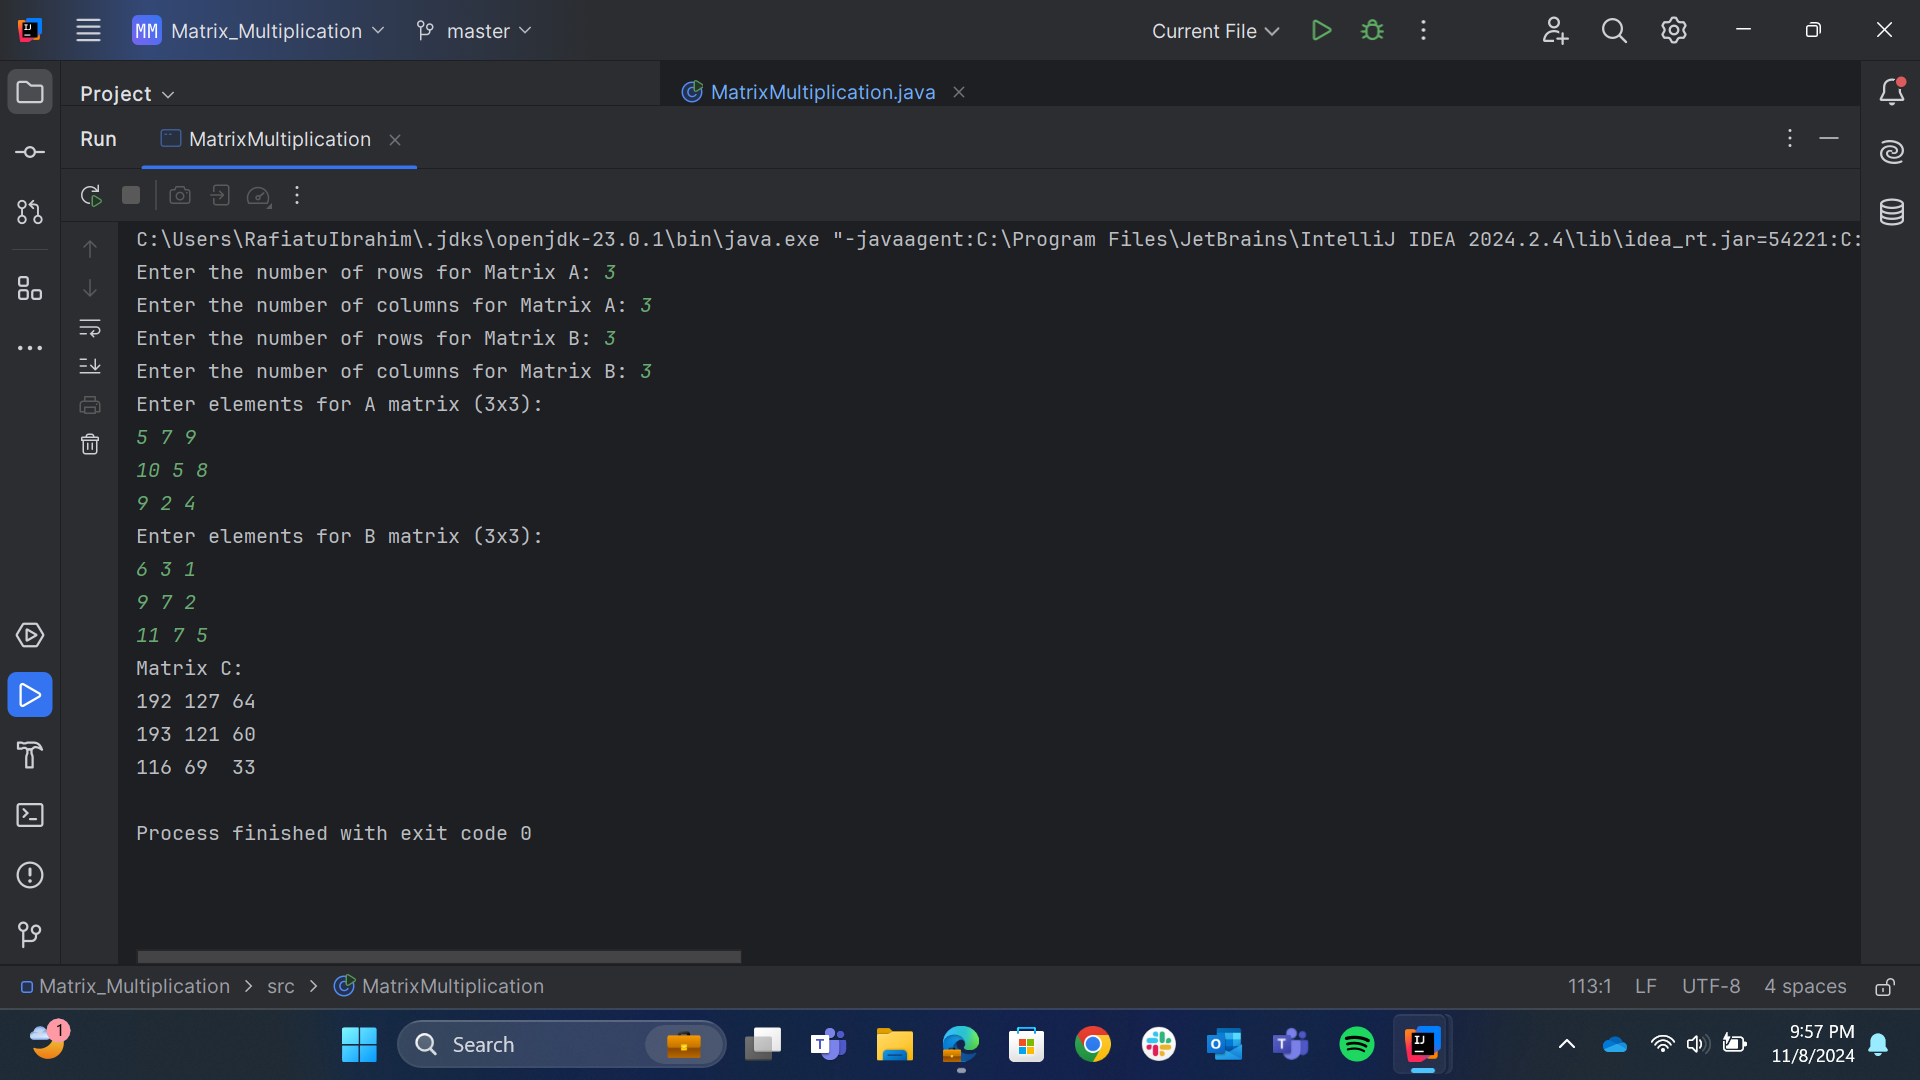 MM Matrix_Multiplication master Current File
Project
MatrixMultiplication.java
Run MatrixMultiplication
C:\Users\RafiatuIbrahim\.jdks\openjdk-23.0.1\bin\java.exe "-javaagent:C:\Program Files\JetBrains\IntelliJ IDEA 2024.2.4\lib\idea_rt.jar=54221:C:
Enter the number of rows for Matrix A: 3
Enter the number of columns for Matrix A: 3
Enter the number of rows for Matrix B: 3
Enter the number of columns for Matrix B: 3
Enter elements for A matrix (3x3):
5 7 9
10 5 8
9 2 4
Enter elements for B matrix (3x3):
6 3 1
9 7 2
11 7 5
Matrix C:
192 127 64
193 121 60
116 69  33
Process finished with exit code 0
Matrix_Multiplication > src > MatrixMultiplication 113:1 LF UTF-8 4 spaces
1
Search
9:57 PM
11/8/2024